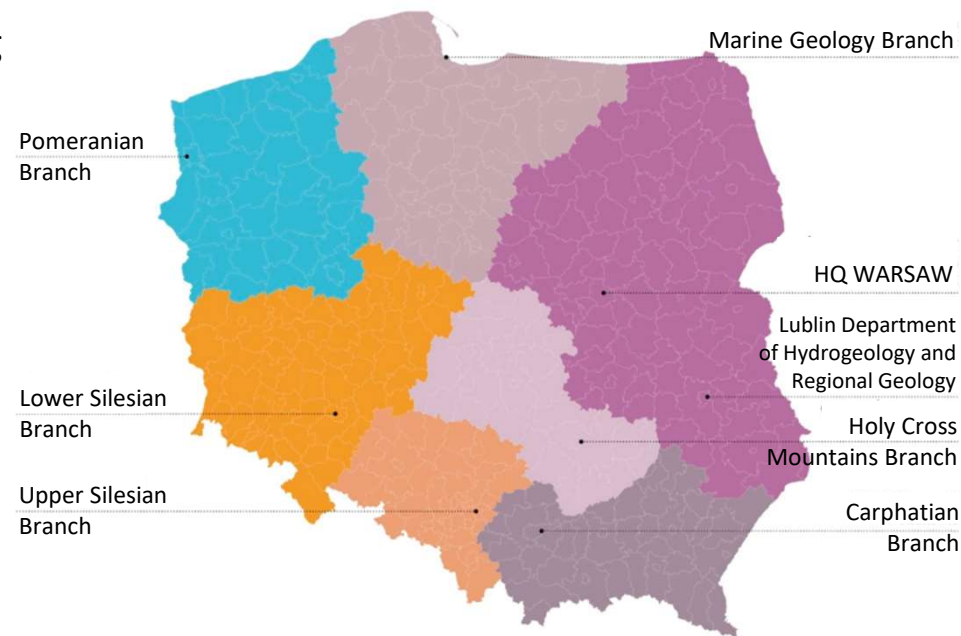 Marine Geology Branch
Pomeranian
Branch
HQ WARSAW
Lublin Department
of Hydrogeology and
Regional Geology
Lower Silesian
Branch
Holy Cross
Mountains Branch
Upper Silesian
Branch
Carphatian
Branch